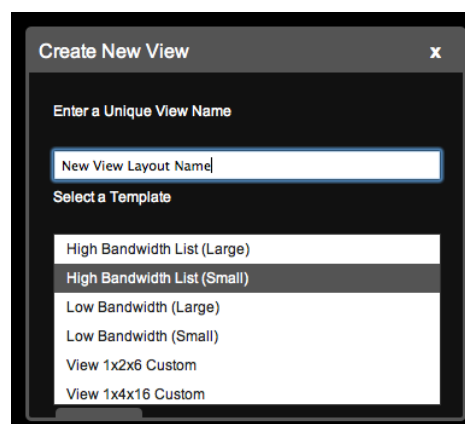 Create New View x
Enter a Unique View Name
New View Layout Name
Select a Template
High Bandwidth List (Large)
High Bandwidth List (Small)
Low Bandwidth (Large)
Low Bandwidth (Small)
View 1x2x6 Custom
View 1x4x16 Custom